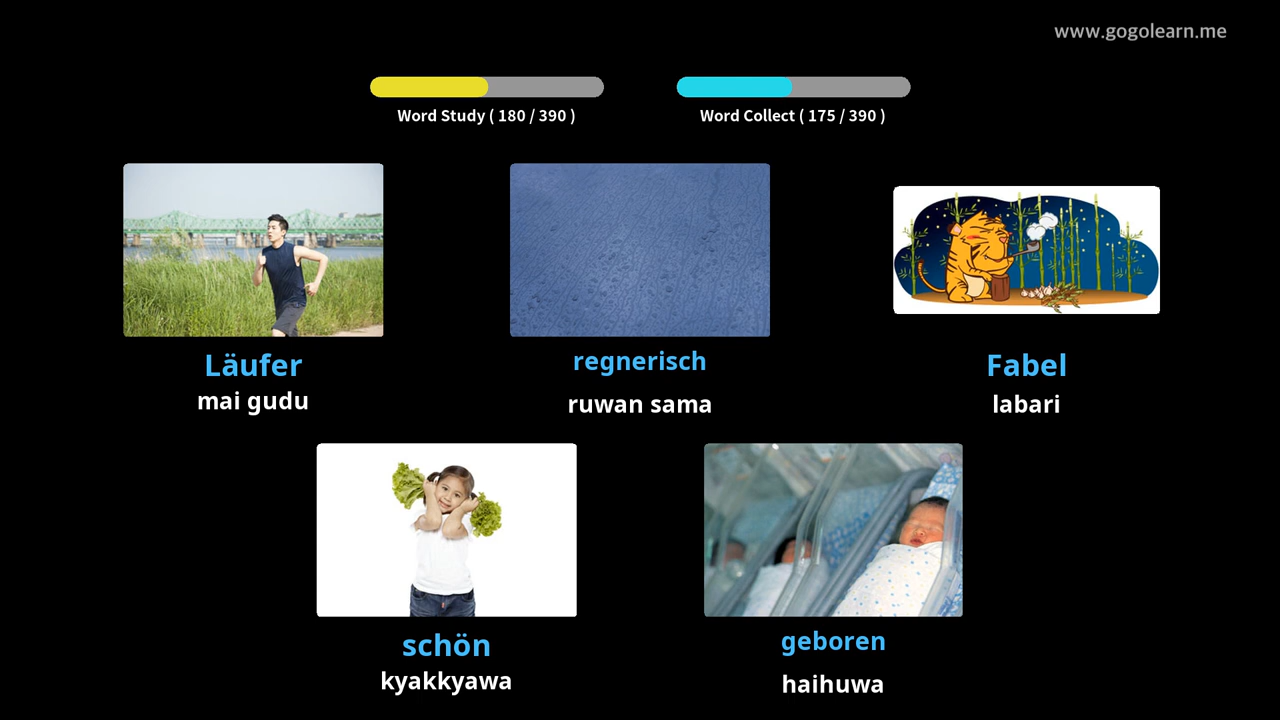 www.gogolearn.me
Word Study ( 180 / 390 )
Word Collect ( 175 / 390 )
Läufer
mai gudu
regnerisch
ruwan sama
Fabel
labari
schön
kyakkyawa
geboren
haihuwa